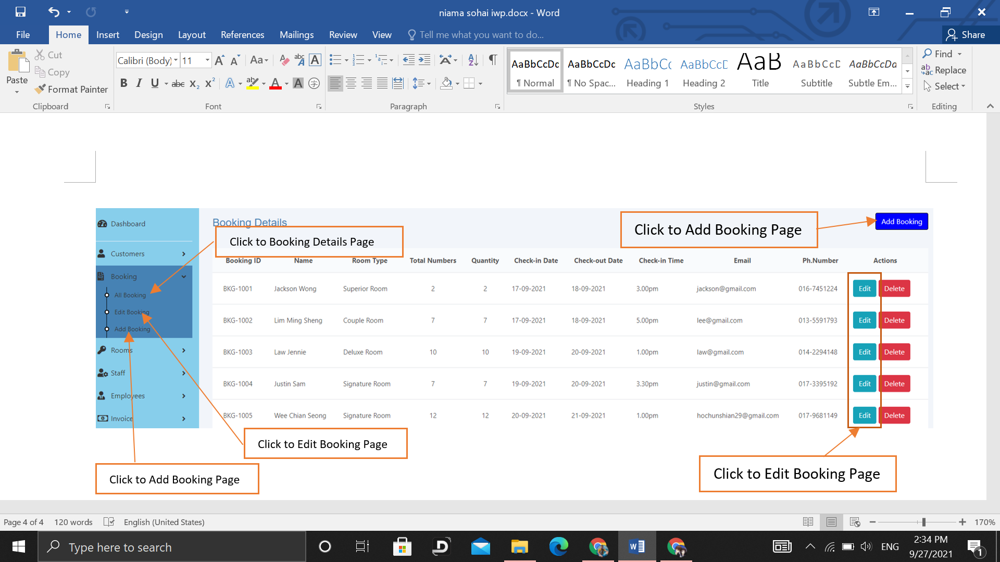 niama sohai iwp.docx - Word
File Home Insert Design Layout References Mailings Review View Tell me what you want to do... Share
Paste Cut Copy Format Painter
Clipboard
Calibri (Body) 11
Font
Paragraph
AaBbCcDc AaBbCcDc AaBbCc AaBbCcD AaB AaBbCcD AaBbCcDd
¶ Normal ¶ No Spac... Heading 1 Heading 2 Title Subtitle Subtle Em...
Styles
Find
Replace
Select
Editing
Dashboard
Customers
Booking
All Booking
Edit Booking
Add Booking
Rooms
Staff
Employees
Invoice
Booking Details
Click to Booking Details Page
Click to Add Booking Page
Add Booking
Booking ID Name Room Type Total Numbers Quantity Check-in Date Check-out Date Check-in Time Email Ph.Number Actions
BKG-1001 Jackson Wong Superior Room 2 2 17-09-2021 18-09-2021 3.00pm jackson@gmail.com 016-7451224 Edit Delete
BKG-1002 Lim Ming Sheng Couple Room 7 7 17-09-2021 18-09-2021 5.00pm lee@gmail.com 013-5591793 Edit Delete
BKG-1003 Law Jennie Deluxe Room 10 10 19-09-2021 20-09-2021 1.00pm law@gmail.com 014-2294148 Edit Delete
BKG-1004 Justin Sam Signature Room 7 7 19-09-2021 20-09-2021 3.30pm justin@gmail.com 017-3395192 Edit Delete
BKG-1005 Wee Chian Seong Signature Room 12 12 20-09-2021 21-09-2021 1.00pm hochunshian29@gmail.com 017-9681149 Edit Delete
Click to Edit Booking Page
Click to Add Booking Page
Click to Edit Booking Page
Page 4 of 4 120 words English (United States) 170%
Type here to search
ENG
2:34 PM
9/27/2021
1